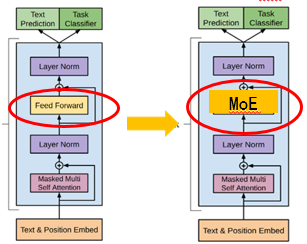 Text
Prediction
Task
Classifier
Layer Norm
Feed Forward
Layer Norm
Masked Multi
Self Attention
Text & Position Embed
Text
Prediction
Task
Classifier
Layer Norm
MoE
Layer Norm
Masked Multi
Self Attention
Text & Position Embed